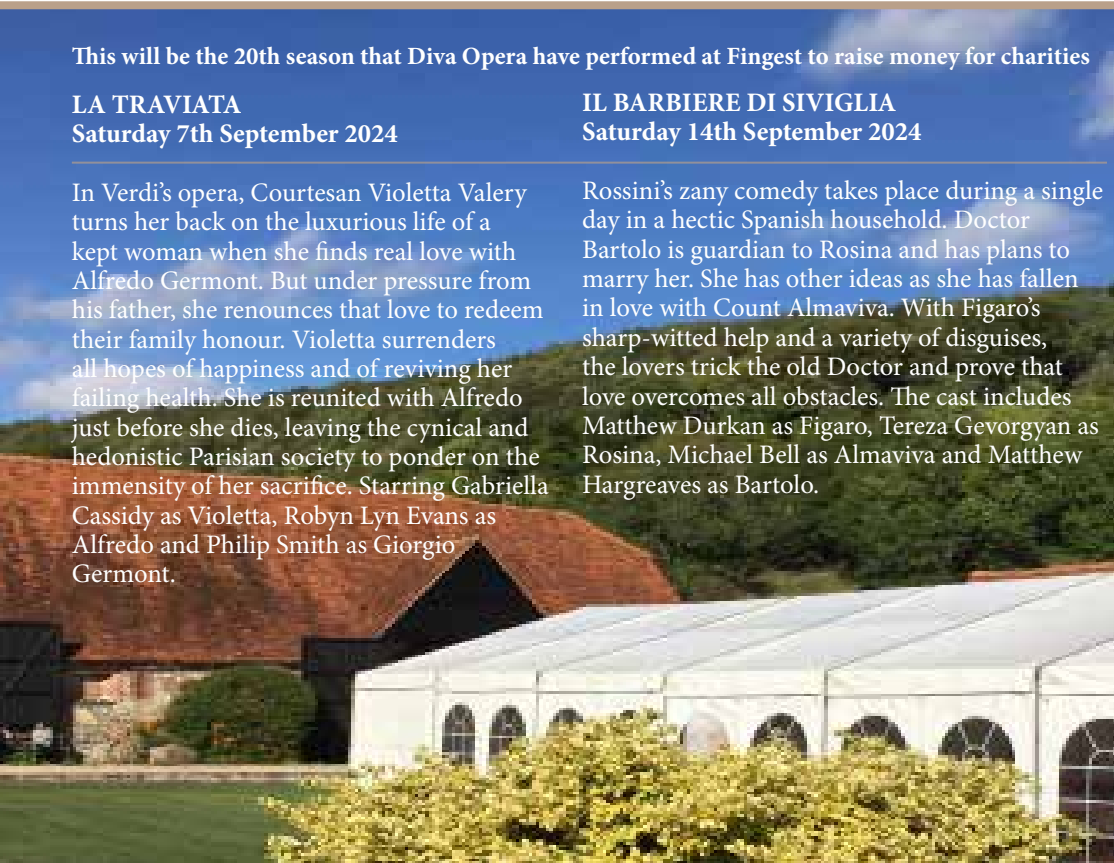 This will be the 20th season that Diva Opera have performed at Fingest to raise money for charities
LA TRAVIATA
Saturday 7th September 2024
In Verdi’s opera, Courtesan Violetta Valery
turns her back on the luxurious life of a
kept woman when she finds real love with
Alfredo Germont. But under pressure from
his father, she renounces that love to redeem
their family honour. Violetta surrenders
all hopes of happiness and of reviving her
failing health. She is reunited with Alfredo
just before she dies, leaving the cynical and
hedonistic Parisian society to ponder on the
immensity of her sacrifice. Starring Gabriella
Cassidy as Violetta, Robyn Lyn Evans as
Alfredo and Philip Smith as Giorgio
Germont.
IL BARBIERE DI SIVIGLIA
Saturday 14th September 2024
Rossini’s zany comedy takes place during a single
day in a hectic Spanish household. Doctor
Bartolo is guardian to Rosina and has plans to
marry her. She has other ideas as she has fallen
in love with Count Almaviva. With Figaro’s
sharp-witted help and a variety of disguises,
the lovers trick the old Doctor and prove that
love overcomes all obstacles. The cast includes
Matthew Durkan as Figaro, Tereza Gevorgyan as
Rosina, Michael Bell as Almaviva and Matthew
Hargreaves as Bartolo.